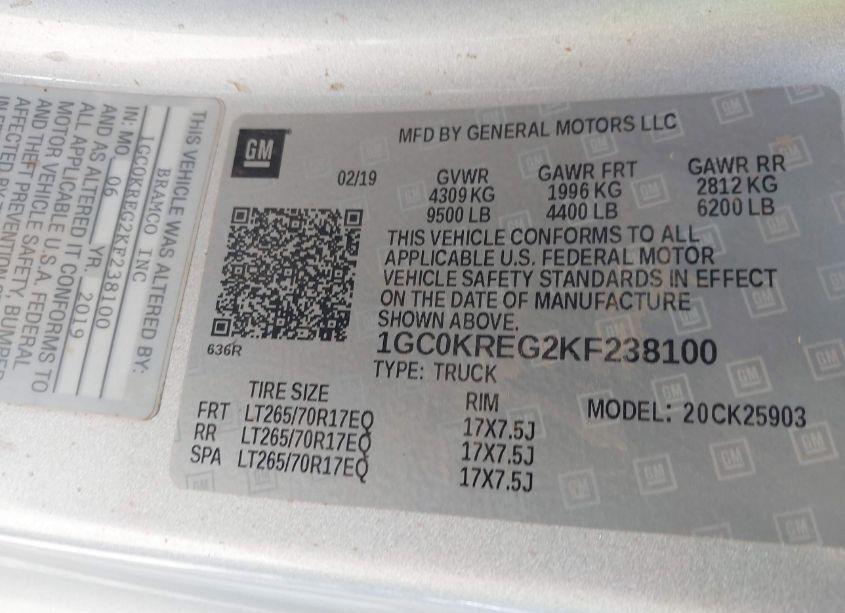 THIS VEHICLE WAS ALTERED BY:
BRAMCO INC
1GC0KREG2KF238100
IN: MO 06 YR. 2019
AND AS ALTERED IT CONFORMS TO
ALL APPLICABLE U.S.A. FEDERAL
MOTOR VEHICLE SAFETY, BUMPER
AND THEFT PREVENTION
AFFECTED BY
GM
MFD BY GENERAL MOTORS LLC
02/19 GVWR GAWR FRT GAWR RR
4309 KG 1996 KG 2812 KG
9500 LB 4400 LB 6200 LB
THIS VEHICLE CONFORMS TO ALL
APPLICABLE U.S. FEDERAL MOTOR
VEHICLE SAFETY STANDARDS IN EFFECT
ON THE DATE OF MANUFACTURE
SHOWN ABOVE.
636R
1GC0KREG2KF238100
TYPE: TRUCK
TIRE SIZE RIM MODEL: 20CK25903
FRT LT265/70R17EQ 17X7.5J
RR LT265/70R17EQ 17X7.5J
SPA LT265/70R17EQ 17X7.5J